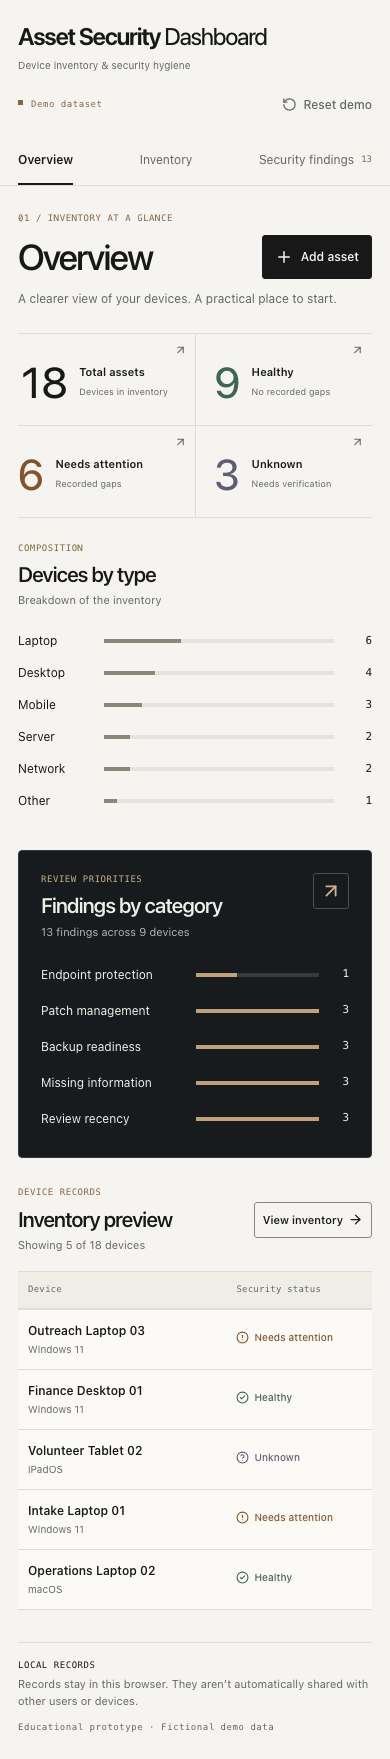 Asset Security Dashboard
Device inventory & security hygiene
Demo dataset
Reset demo
Overview
Inventory
Security findings 13
01 / INVENTORY AT A GLANCE
Overview
Add asset
A clearer view of your devices. A practical place to start.
18
Total assets
Devices in inventory
9
Healthy
No recorded gaps
6
Needs attention
Recorded gaps
3
Unknown
Needs verification
COMPOSITION
Devices by type
Breakdown of the inventory
Laptop 6
Desktop 4
Mobile 3
Server 2
Network 2
Other 1
REVIEW PRIORITIES
Findings by category
13 findings across 9 devices
Endpoint protection 1
Patch management 3
Backup readiness 3
Missing information 3
Review recency 3
DEVICE RECORDS
Inventory preview
View inventory
Showing 5 of 18 devices
Device Security status
Outreach Laptop 03
Windows 11
Needs attention
Finance Desktop 01
Windows 11
Healthy
Volunteer Tablet 02
iPadOS
Unknown
Intake Laptop 01
Windows 11
Needs attention
Operations Laptop 02
macOS
Healthy
LOCAL RECORDS
Records stay in this browser. They aren’t automatically shared with
other users or devices.
Educational prototype · Fictional demo data